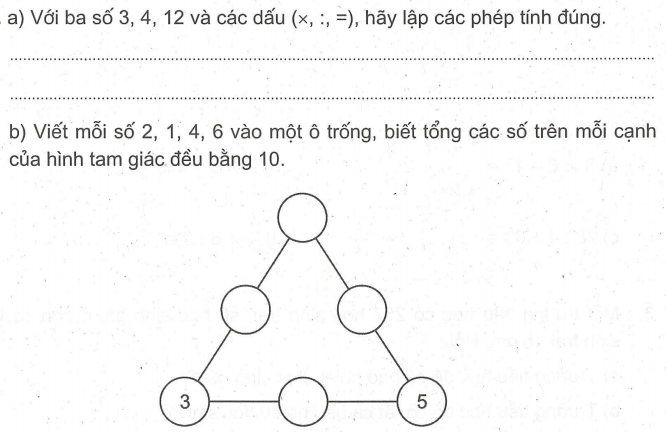 a) Với ba số 3, 4, 12 và các dấu (×, :, =), hãy lập các phép tính đúng.
b) Viết mỗi số 2, 1, 4, 6 vào một ô trống, biết tổng các số trên mỗi cạnh
của hình tam giác đều bằng 10.
3
5